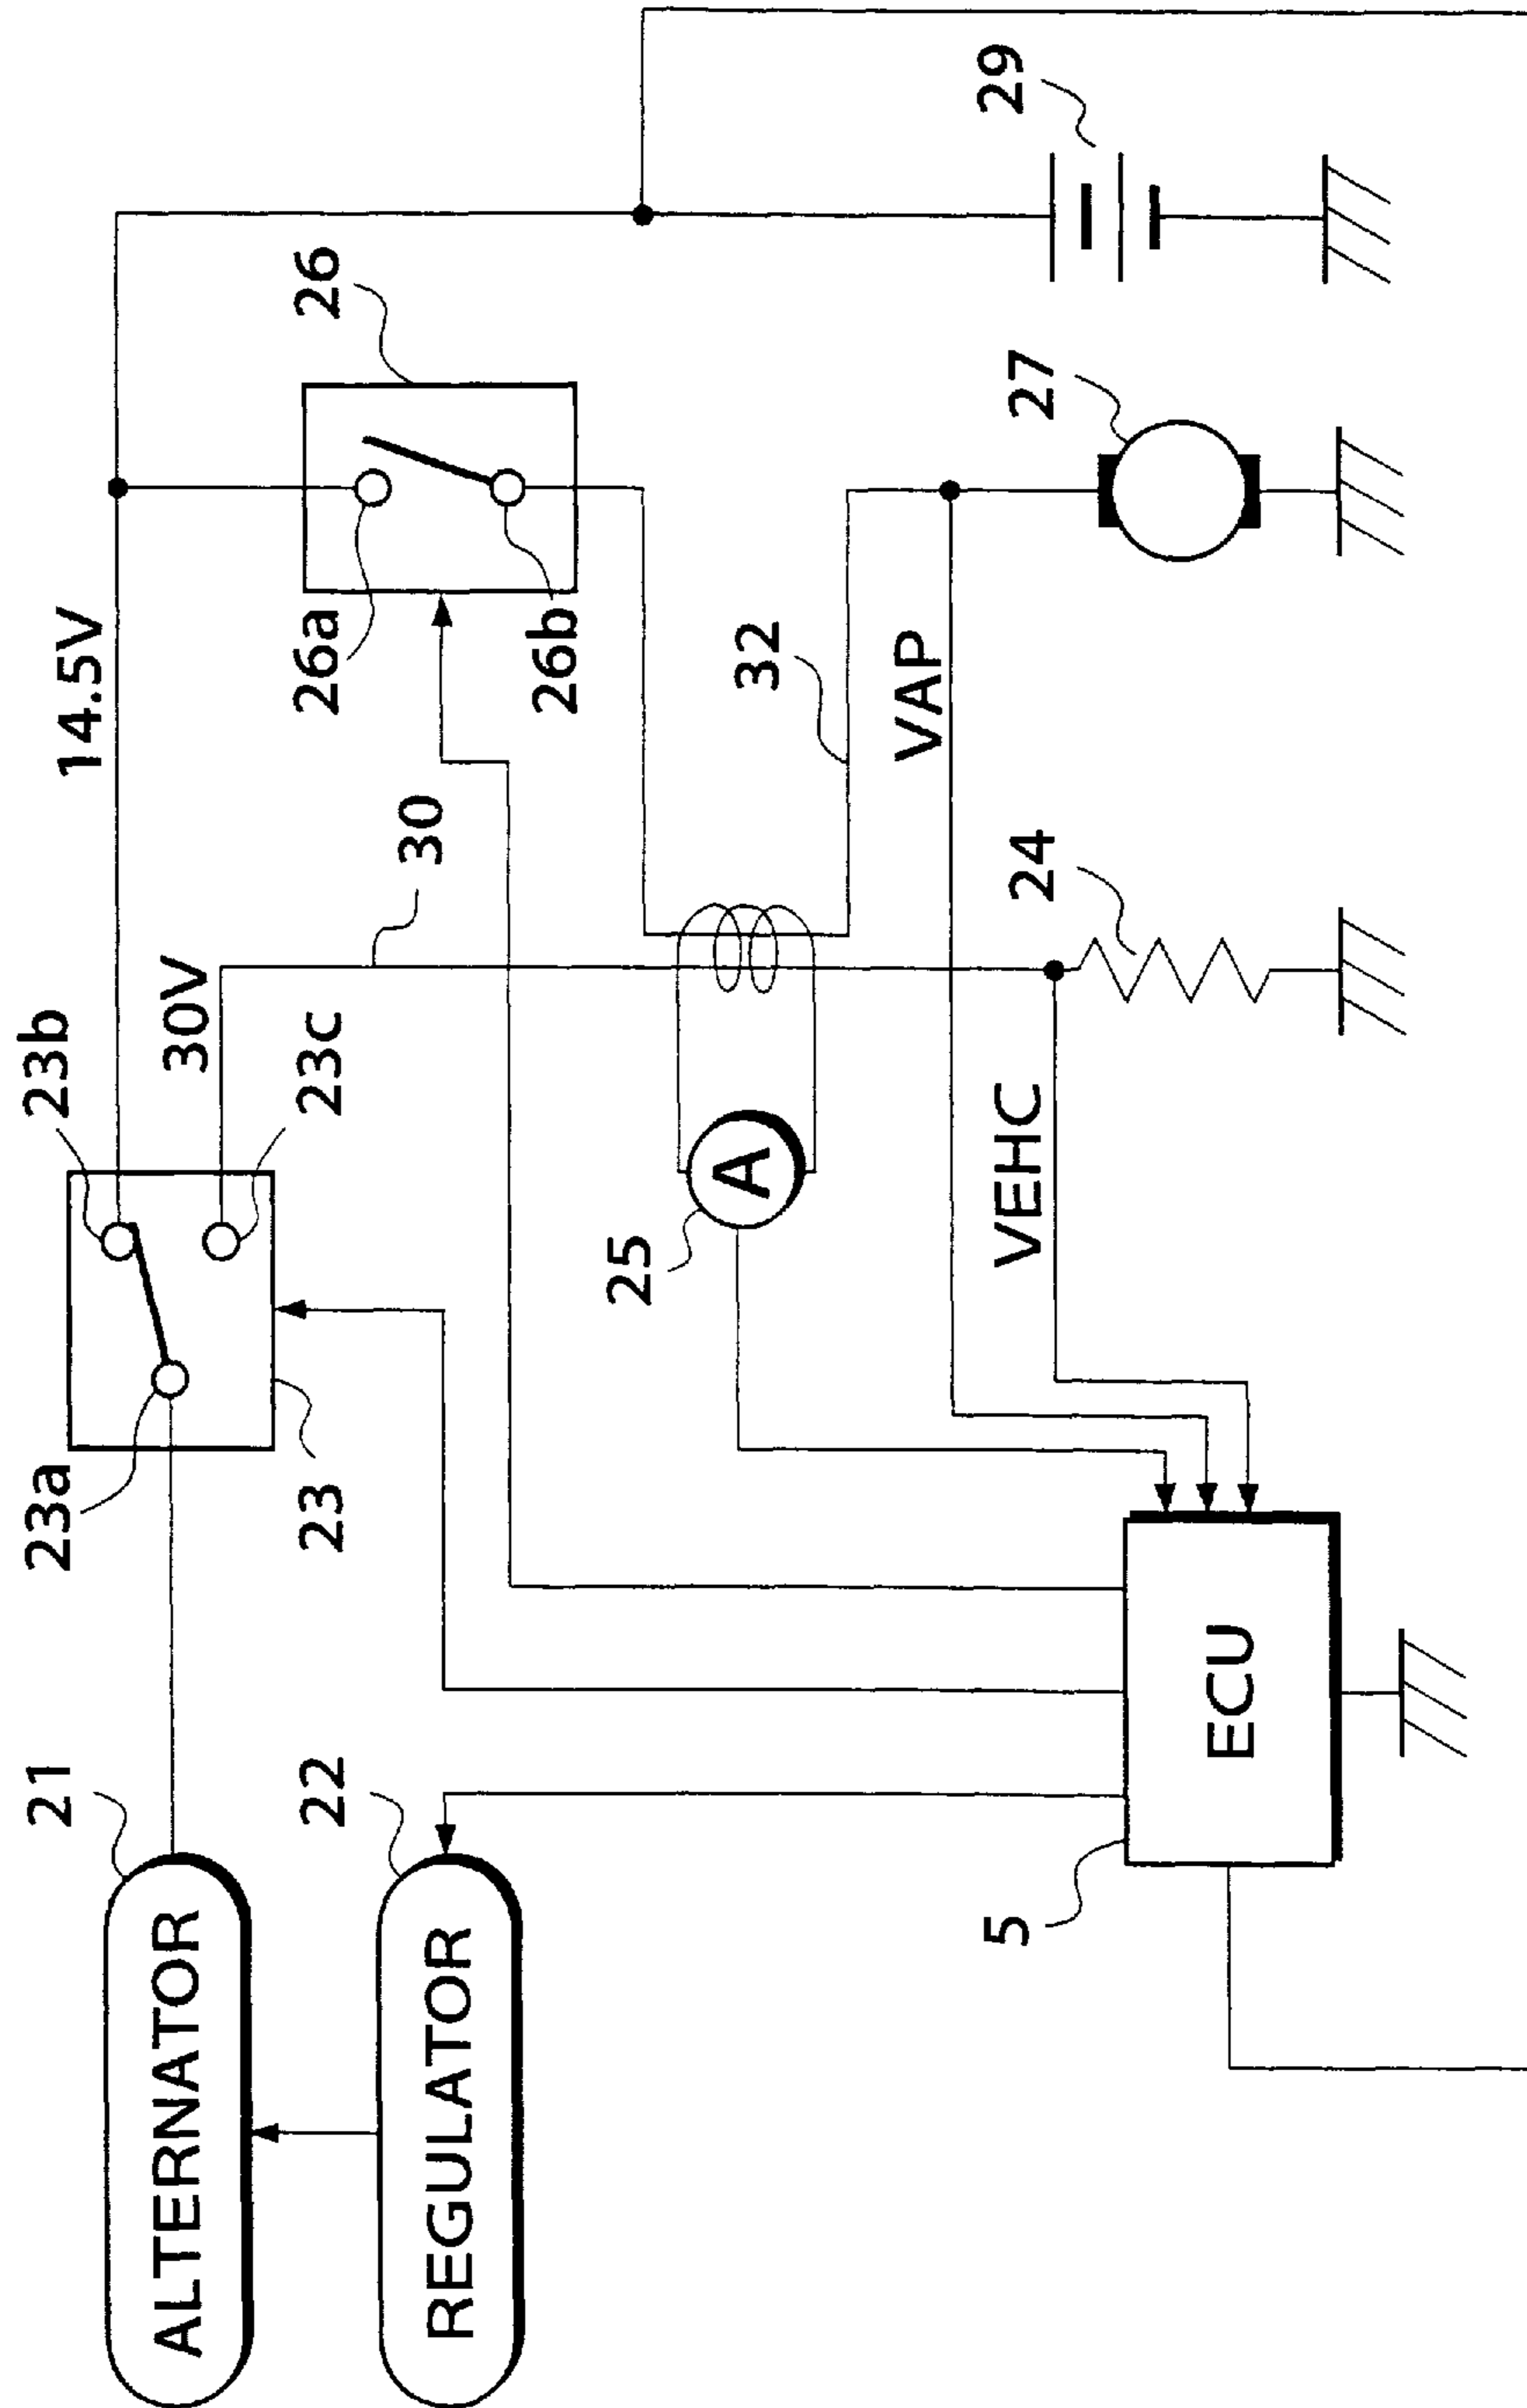 ALTERNATOR
21
REGULATOR
22
23a
23
23b
30V
23c
14.5V
30
26a
26
26b
25
A
32
VAP
VEHC
24
27
29
5
ECU